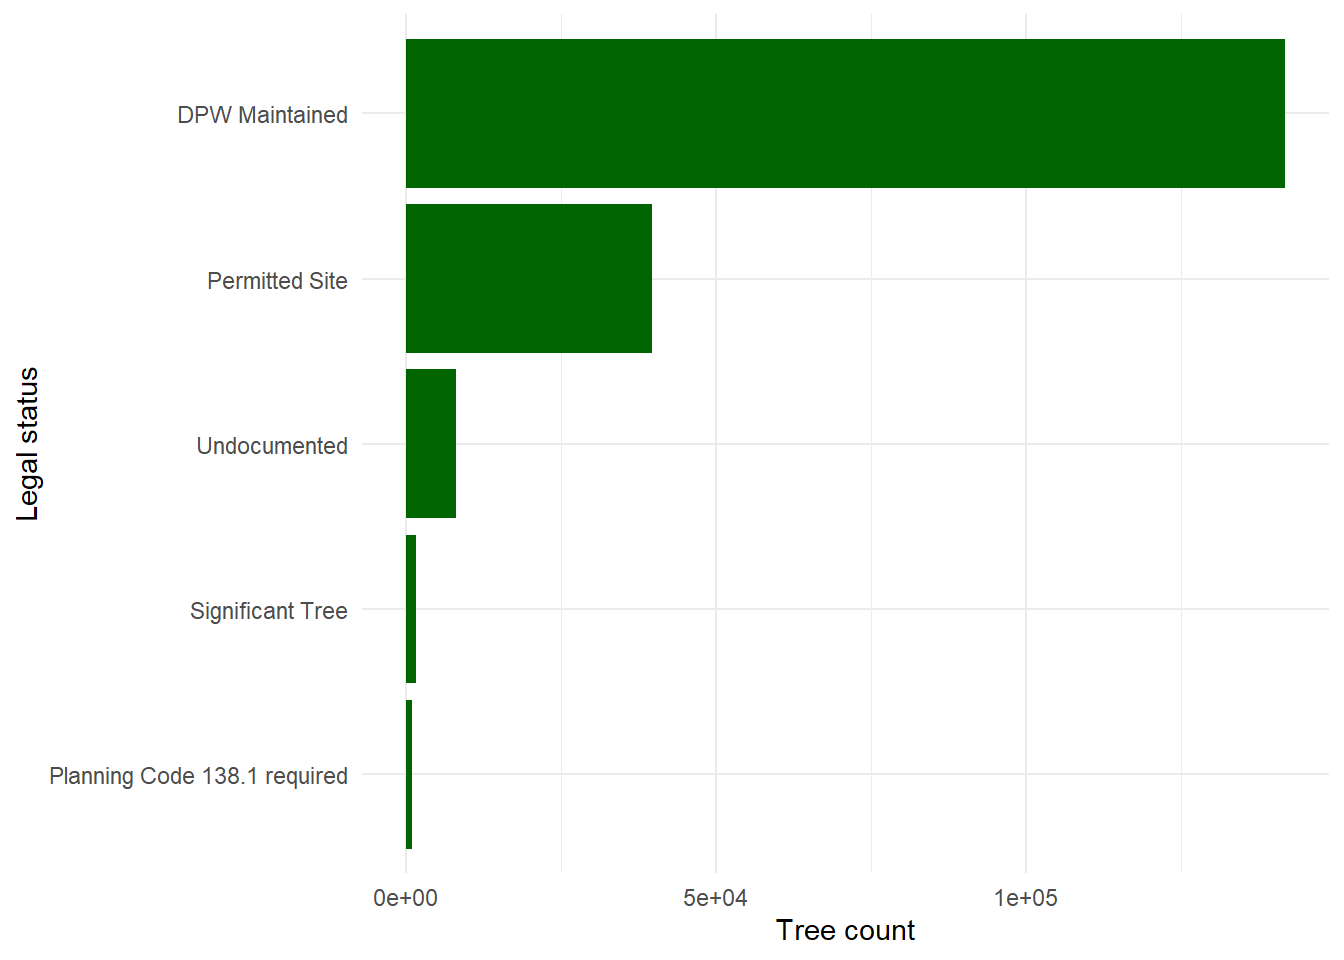 DPW Maintained
Permitted Site
Undocumented
Significant Tree
Planning Code 138.1 required
Legal status
0e+00 5e+04 1e+05
Tree count